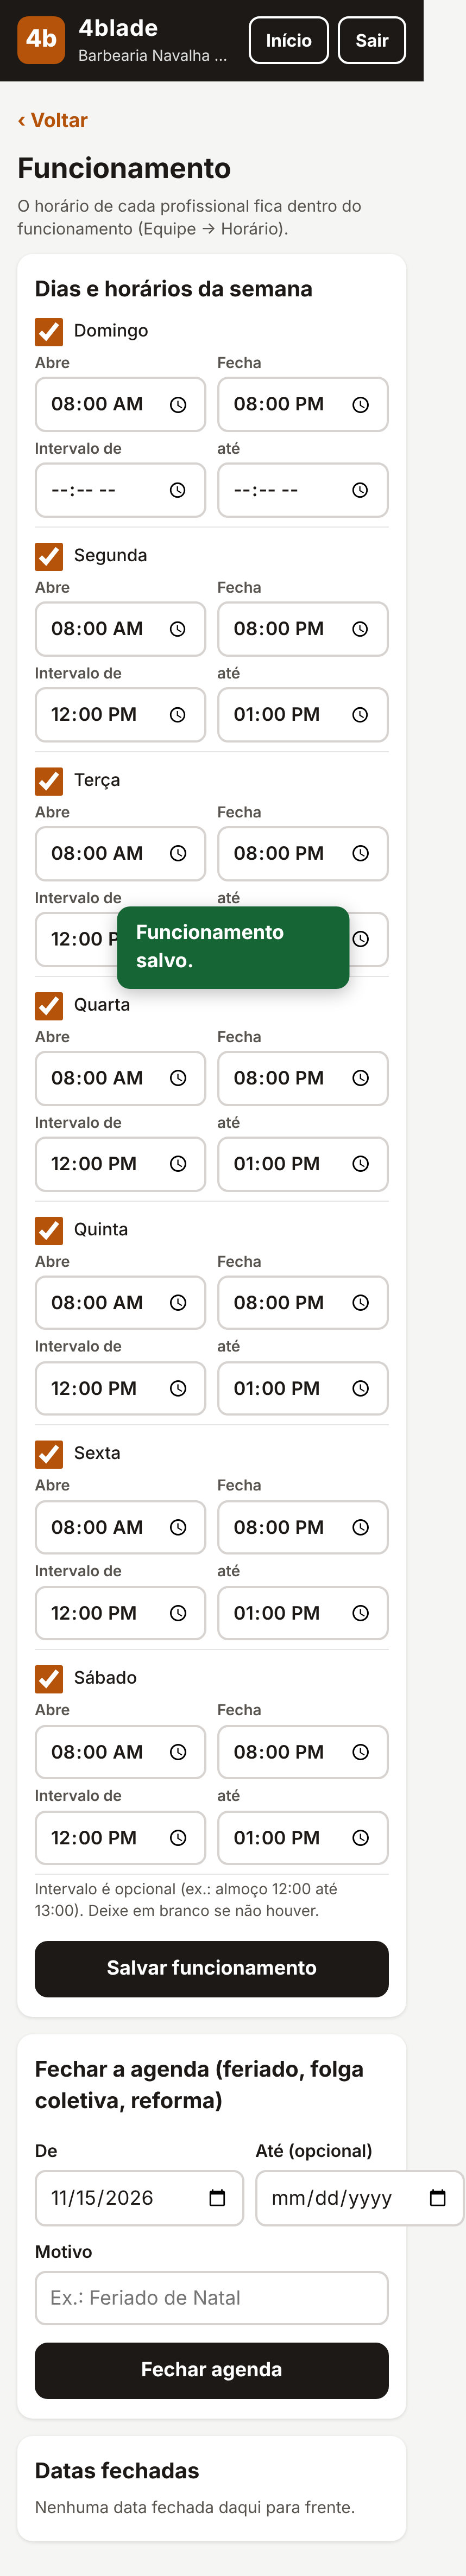 4b
4blade
Barbearia Navalha ...
Início
Sair
‹ Voltar
Funcionamento
O horário de cada profissional fica dentro do
funcionamento (Equipe → Horário).
Dias e horários da semana
Domingo
Abre Fecha
08:00 AM 08:00 PM
Intervalo de até
--:-- -- --:-- --
Segunda
Abre Fecha
08:00 AM 08:00 PM
Intervalo de até
12:00 PM 01:00 PM
Terça
Abre Fecha
08:00 AM 08:00 PM
Intervalo de até
12:00 P
Funcionamento
salvo.
Quarta
Abre Fecha
08:00 AM 08:00 PM
Intervalo de até
12:00 PM 01:00 PM
Quinta
Abre Fecha
08:00 AM 08:00 PM
Intervalo de até
12:00 PM 01:00 PM
Sexta
Abre Fecha
08:00 AM 08:00 PM
Intervalo de até
12:00 PM 01:00 PM
Sábado
Abre Fecha
08:00 AM 08:00 PM
Intervalo de até
12:00 PM 01:00 PM
Intervalo é opcional (ex.: almoço 12:00 até
13:00). Deixe em branco se não houver.
Salvar funcionamento
Fechar a agenda (feriado, folga
coletiva, reforma)
De Até (opcional)
11/15/2026 mm/dd/yyyy
Motivo
Ex.: Feriado de Natal
Fechar agenda
Datas fechadas
Nenhuma data fechada daqui para frente.